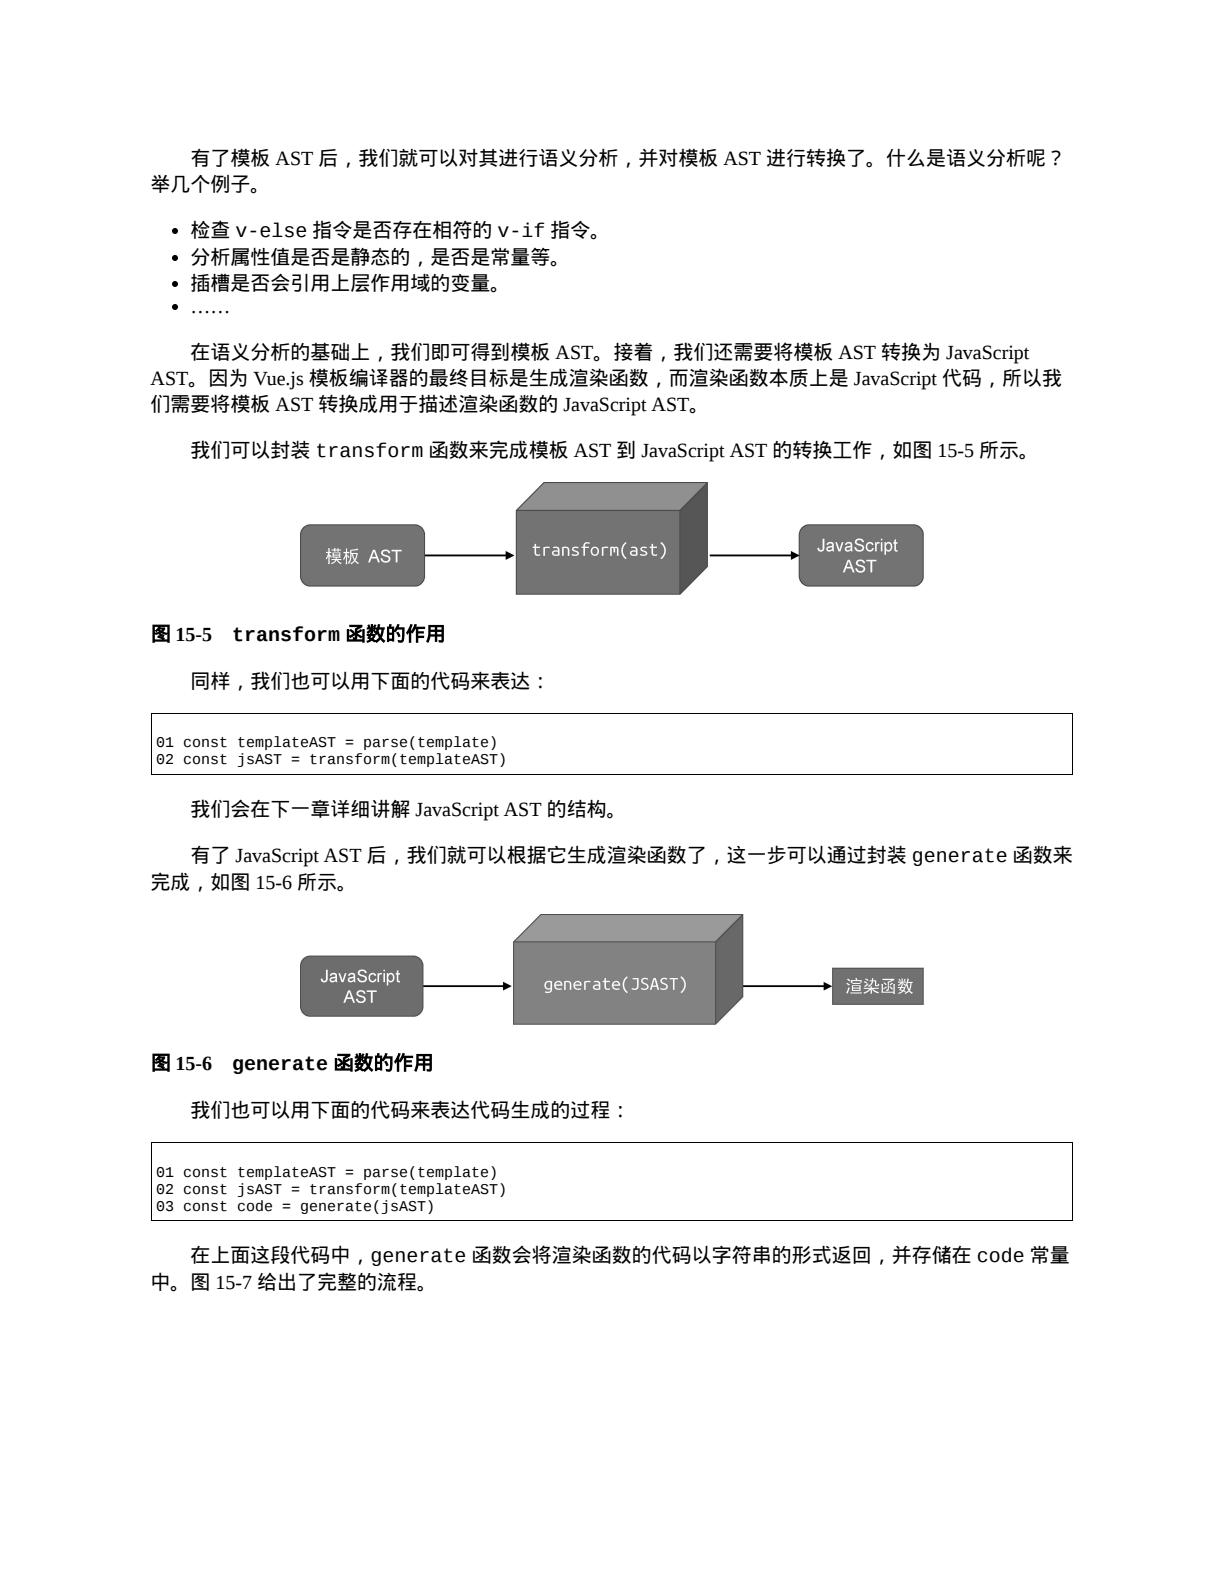 有了模板 AST 后，我们就可以对其进行语义分析，并对模板 AST 进行转换了。什么是语义分析呢？
举几个例子。
• 检查 v-else 指令是否存在相符的 v-if 指令。
• 分析属性值是否是静态的，是否是常量等。
• 插槽是否会引用上层作用域的变量。
• ……
在语义分析的基础上，我们即可得到模板 AST。接着，我们还需要将模板 AST 转换为 JavaScript
AST。因为 Vue.js 模板编译器的最终目标是生成渲染函数，而渲染函数本质上是 JavaScript 代码，所以我
们需要将模板 AST 转换成用于描述渲染函数的 JavaScript AST。
我们可以封装 transform 函数来完成模板 AST 到 JavaScript AST 的转换工作，如图 15-5 所示。
模板 AST
transform(ast)
JavaScript
AST
图 15-5 transform 函数的作用
同样，我们也可以用下面的代码来表达：
01 const templateAST = parse(template)
02 const jsAST = transform(templateAST)
我们会在下一章详细讲解 JavaScript AST 的结构。
有了 JavaScript AST 后，我们就可以根据它生成渲染函数了，这一步可以通过封装 generate 函数来
完成，如图 15-6 所示。
JavaScript
AST
generate(JSAST)
渲染函数
图 15-6 generate 函数的作用
我们也可以用下面的代码来表达代码生成的过程：
01 const templateAST = parse(template)
02 const jsAST = transform(templateAST)
03 const code = generate(jsAST)
在上面这段代码中，generate 函数会将渲染函数的代码以字符串的形式返回，并存储在 code 常量
中。图 15-7 给出了完整的流程。